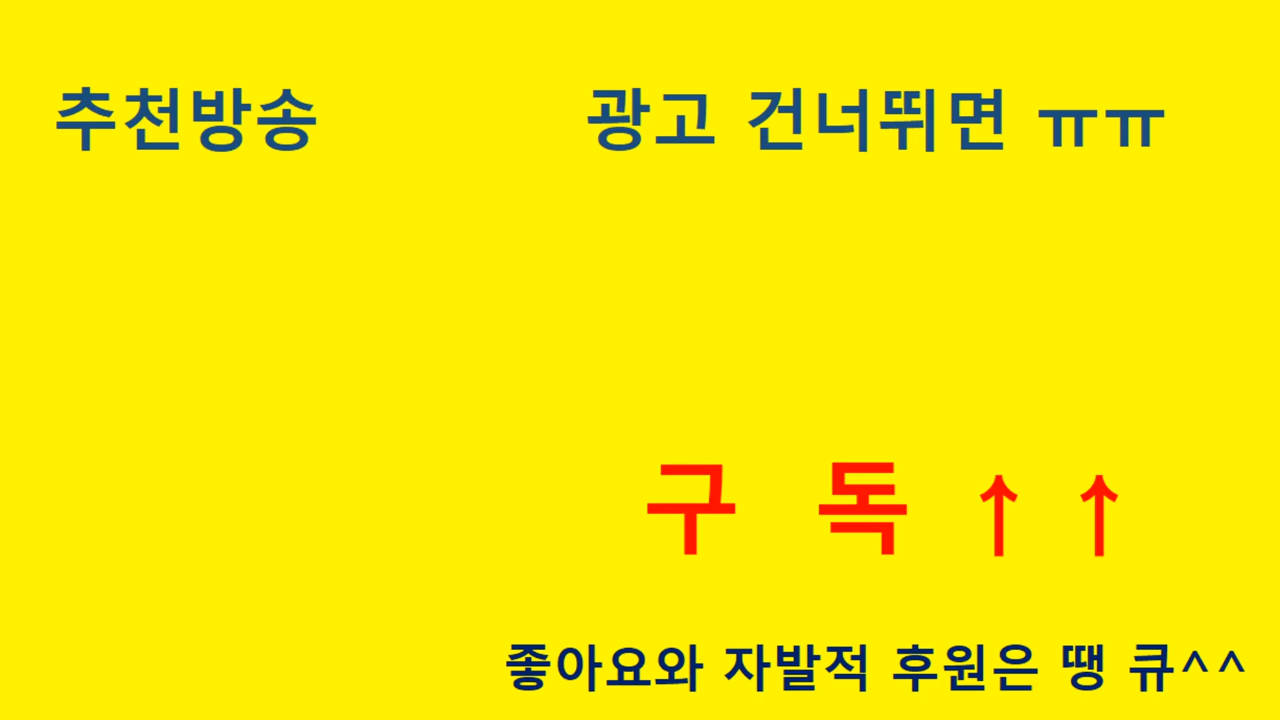 추천방송
광고 건너뛰면 ㅠㅠ
구 독 ↑ ↑
좋아요와 자발적 후원은 땡 큐^^